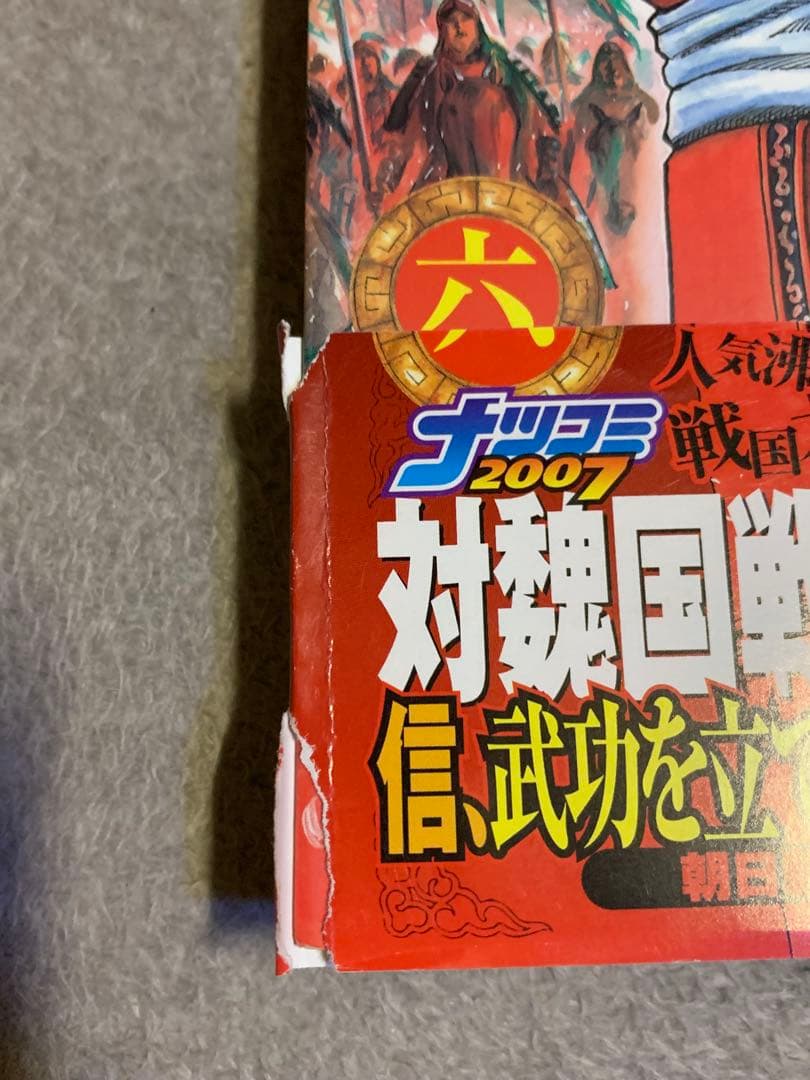 六
人気沸
戦国
ナツコミ
2007
対魏国戦
信、武功を立て
朝日